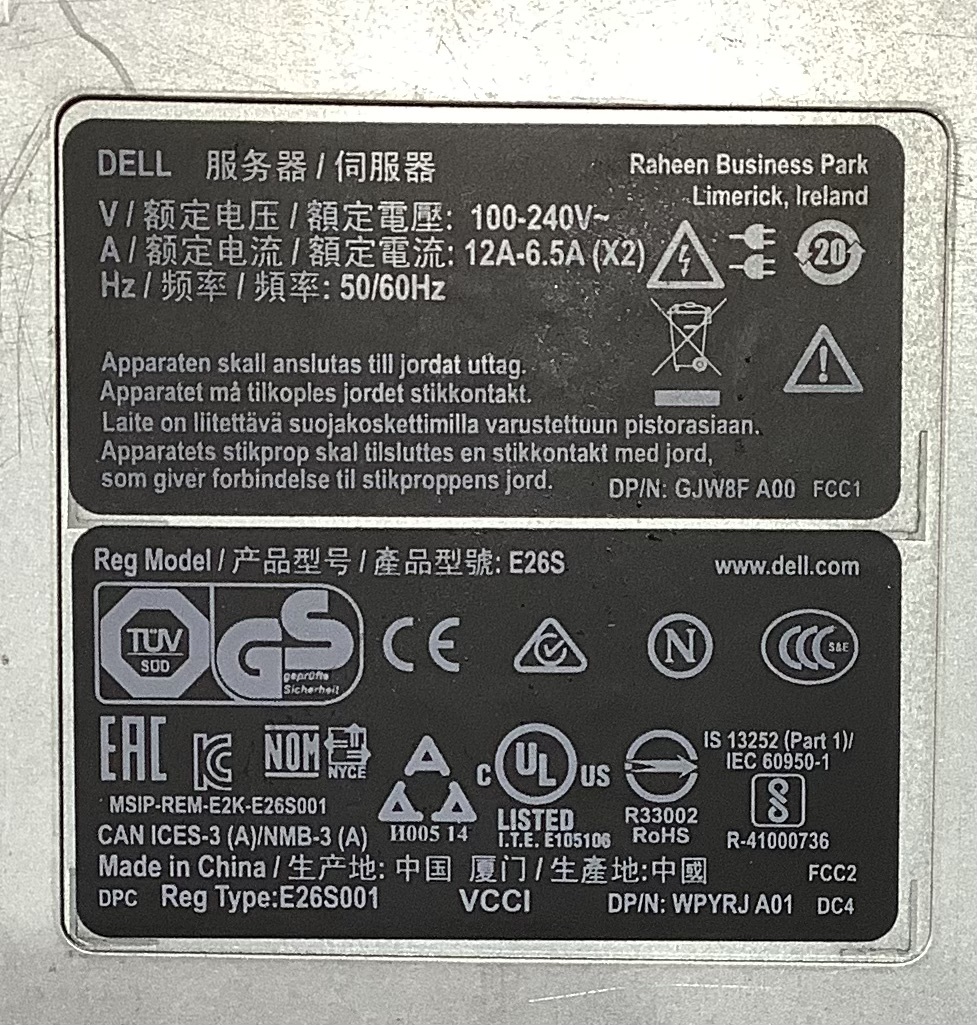 DELL 服务器 / 伺服器
Raheen Business Park
Limerick, Ireland
V / 额定电压 / 額定電壓: 100-240V~
A / 额定电流 / 額定電流: 12A-6.5A (X2)
Hz / 频率 / 頻率: 50/60Hz
20
Apparaten skall anslutas till jordat uttag.
Apparatet må tilkoples jordet stikkontakt.
Laite on liitettävä suojakoskettimilla varustettuun pistorasiaan.
Apparatets stikprop skal tilsluttes en stikkontakt med jord,
som giver forbindelse til stikproppens jord.
DP/N: GJW8F A00 FCC1
Reg Model / 产品型号 / 產品型號: E26S
www.dell.com
TÜV
SÜD
GS
geprüfte
Sicherheit
CE
N
CCC S&E
EAC
KC
NOM
NYCE
C UL US
LISTED
I.T.E. E105106
IS 13252 (Part 1)/
IEC 60950-1
MSIP-REM-E2K-E26S001
H005 14
R33002
RoHS
R-41000736
CAN ICES-3 (A)/NMB-3 (A)
Made in China / 生产地: 中国 厦门 / 生產地:中國
FCC2
DPC Reg Type:E26S001 VCCI DP/N: WPYRJ A01 DC4